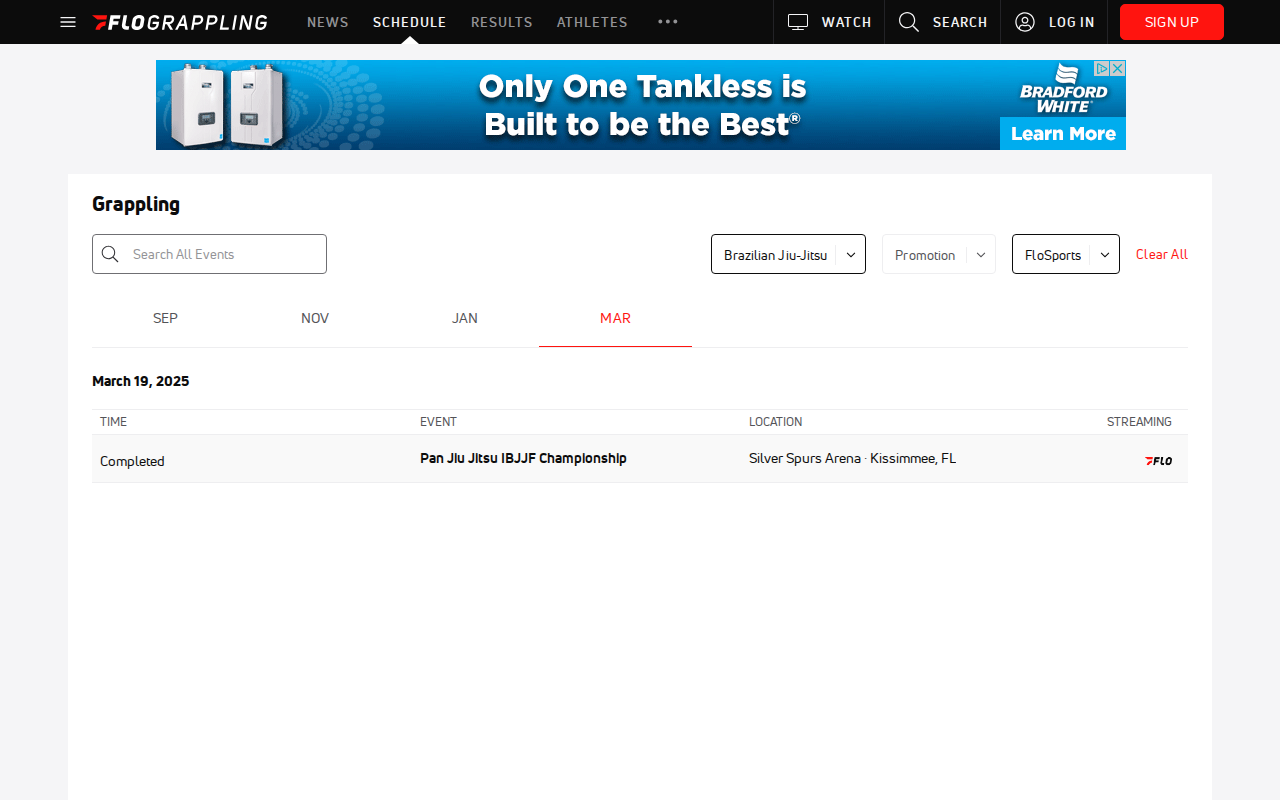 FLOGRAPPLING NEWS SCHEDULE RESULTS ATHLETES WATCH SEARCH LOG IN SIGN UP
Only One Tankless is
Built to be the Best®
BRADFORD
WHITE
Learn More
Grappling
Search All Events
Brazilian Jiu-Jitsu
Promotion
FloSports
Clear All
SEP NOV JAN MAR
March 19, 2025
TIME EVENT LOCATION STREAMING
Completed Pan Jiu Jitsu IBJJF Championship Silver Spurs Arena · Kissimmee, FL FLO